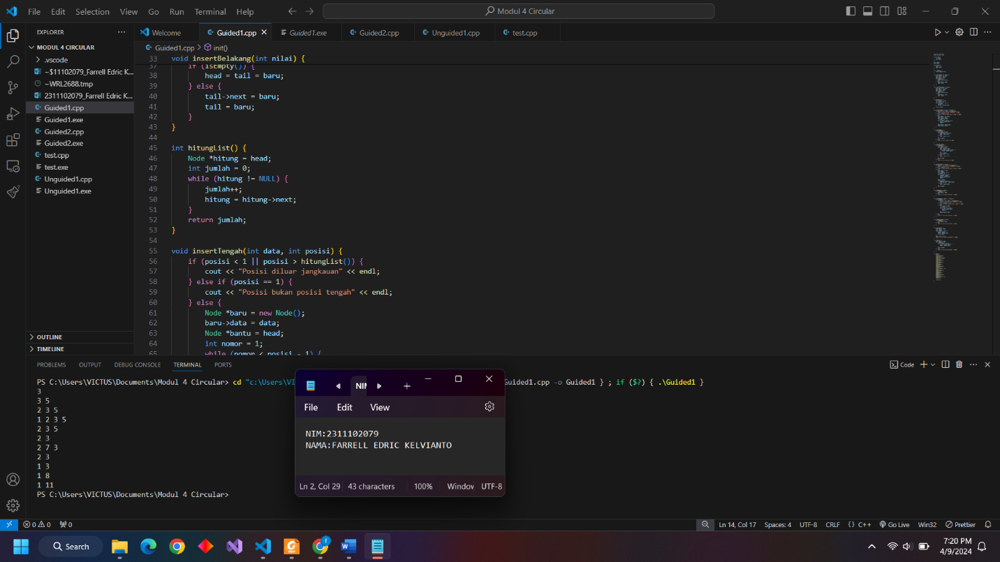 File Edit Selection View Go Run Terminal Help
Modul 4 Circular
EXPLORER
Welcome
Guided1.cpp
Guided1.exe
Guided2.cpp
Unguided1.cpp
test.cpp
MODUL 4 CIRCULAR
.vscode
~$11102079_Farrell Edric K...
~WRL2688.tmp
2311102079_Farrell Edric K...
Guided1.cpp
Guided1.exe
Guided2.cpp
Guided2.exe
test.cpp
test.exe
Unguided1.cpp
Unguided1.exe
OUTLINE
TIMELINE
Guided1.cpp > init()
33 void insertBelakang(int nilai) {
37 if (isEmpty()) {
38 head = tail = baru;
39 } else {
40 tail->next = baru;
41 tail = baru;
42 }
43 }
44
45 int hitungList() {
46 Node *hitung = head;
47 int jumlah = 0;
48 while (hitung != NULL) {
49 jumlah++;
50 hitung = hitung->next;
51 }
52 return jumlah;
53 }
54
55 void insertTengah(int data, int posisi) {
56 if (posisi < 1 || posisi > hitungList()) {
57 cout << "Posisi diluar jangkauan" << endl;
58 } else if (posisi == 1) {
59 cout << "Posisi bukan posisi tengah" << endl;
60 } else {
61 Node *baru = new Node();
62 baru->data = data;
63 Node *bantu = head;
64 int nomor = 1;
65 while (nomor < posisi - 1) {
PROBLEMS OUTPUT DEBUG CONSOLE TERMINAL PORTS
Code
PS C:\Users\VICTUS\Documents\Modul 4 Circular> cd "c:\Users\VI
Guided1.cpp -o Guided1 } ; if ($?) { .\Guided1 }
3
3 5
2 3 5
1 2 3 5
2 3 5
2 3
2 7 3
2 3
1 3
1 8
1 11
PS C:\Users\VICTUS\Documents\Modul 4 Circular>
NIM
File Edit View
NIM:2311102079
NAMA:FARRELL EDRIC KELVIANTO
Ln 2, Col 29 43 characters 100% Window UTF-8
0 0 0
Ln 14, Col 17 Spaces: 4 UTF-8 CRLF {} C++ Go Live Win32 Prettier
Search
7:20 PM
4/9/2024